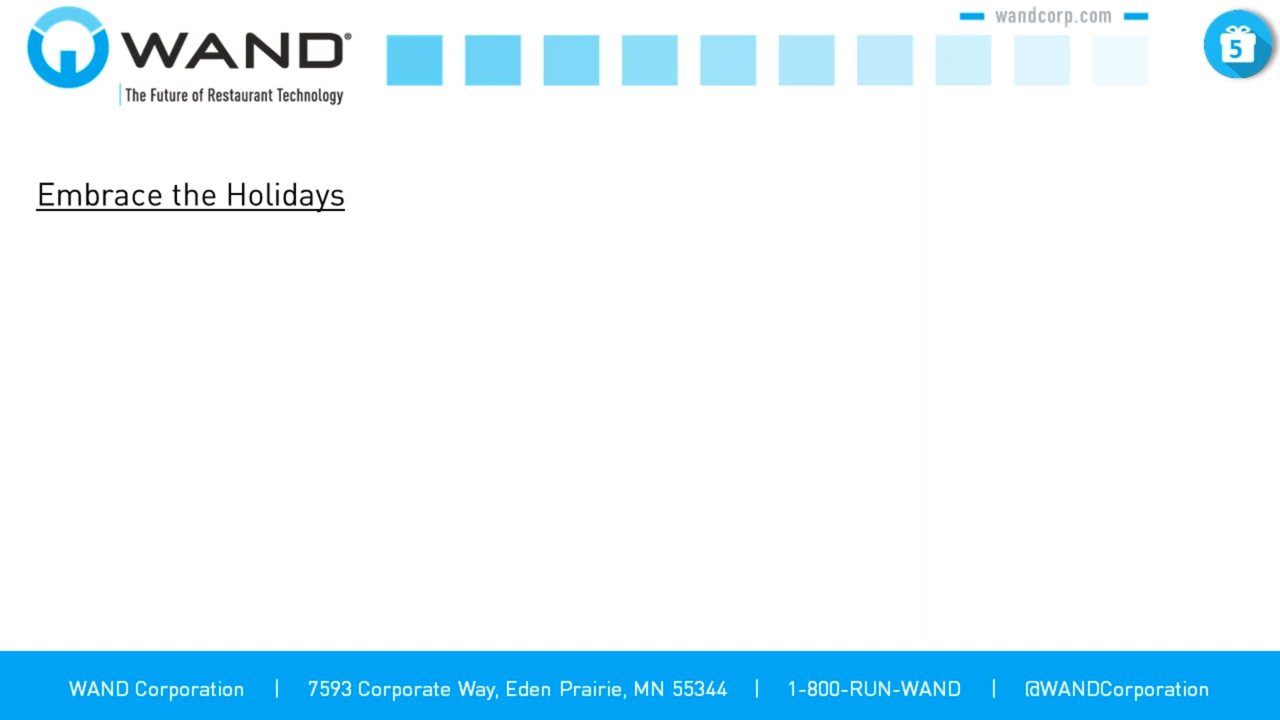 WAND®
The Future of Restaurant Technology
wandcorp.com
5
Embrace the Holidays
WAND Corporation | 7593 Corporate Way, Eden Prairie, MN 55344 | 1-800-RUN-WAND | @WANDCorporation